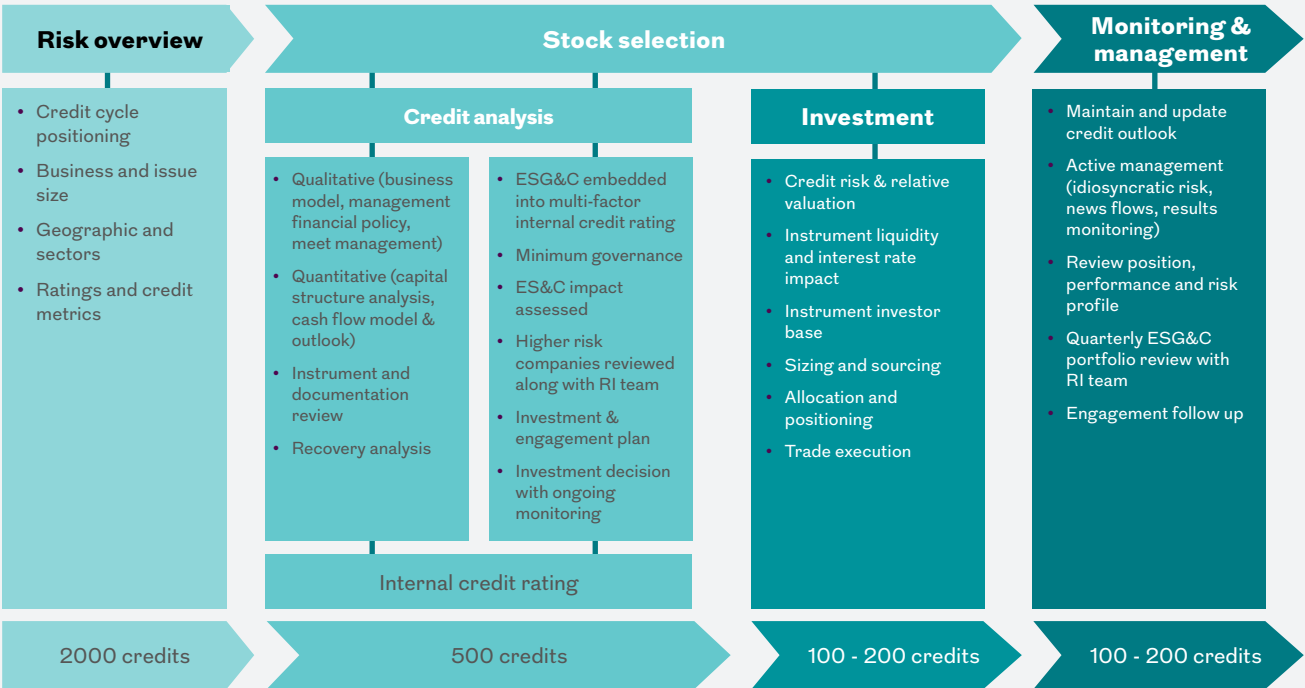 Risk overview
Stock selection
Monitoring &
management
• Credit cycle
positioning
• Business and issue
size
• Geographic and
sectors
• Ratings and credit
metrics
Credit analysis
• Qualitative (business
model, management
financial policy,
meet management)
• Quantitative (capital
structure analysis,
cash flow model &
outlook)
• Instrument and
documentation
review
• Recovery analysis
• ESG&C embedded
into multi-factor
internal credit rating
• Minimum governance
• ES&C impact
assessed
• Higher risk
companies reviewed
along with RI team
• Investment &
engagement plan
• Investment decision
with ongoing
monitoring
Internal credit rating
Investment
• Credit risk & relative
valuation
• Instrument liquidity
and interest rate
impact
• Instrument investor
base
• Sizing and sourcing
• Allocation and
positioning
• Trade execution
• Maintain and update
credit outlook
• Active management
(idiosyncratic risk,
news flows, results
monitoring)
• Review position,
performance and risk
profile
• Quarterly ESG&C
portfolio review with
RI team
• Engagement follow up
2000 credits
500 credits
100 - 200 credits
100 - 200 credits